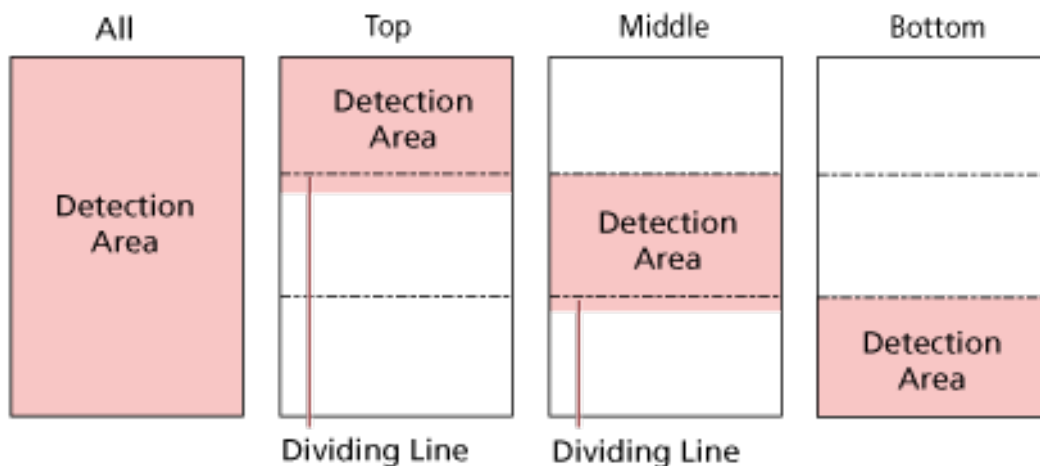 All
Top
Middle
Bottom
Detection
Area
Detection
Area
Detection
Area
Detection
Area
Dividing Line
Dividing Line